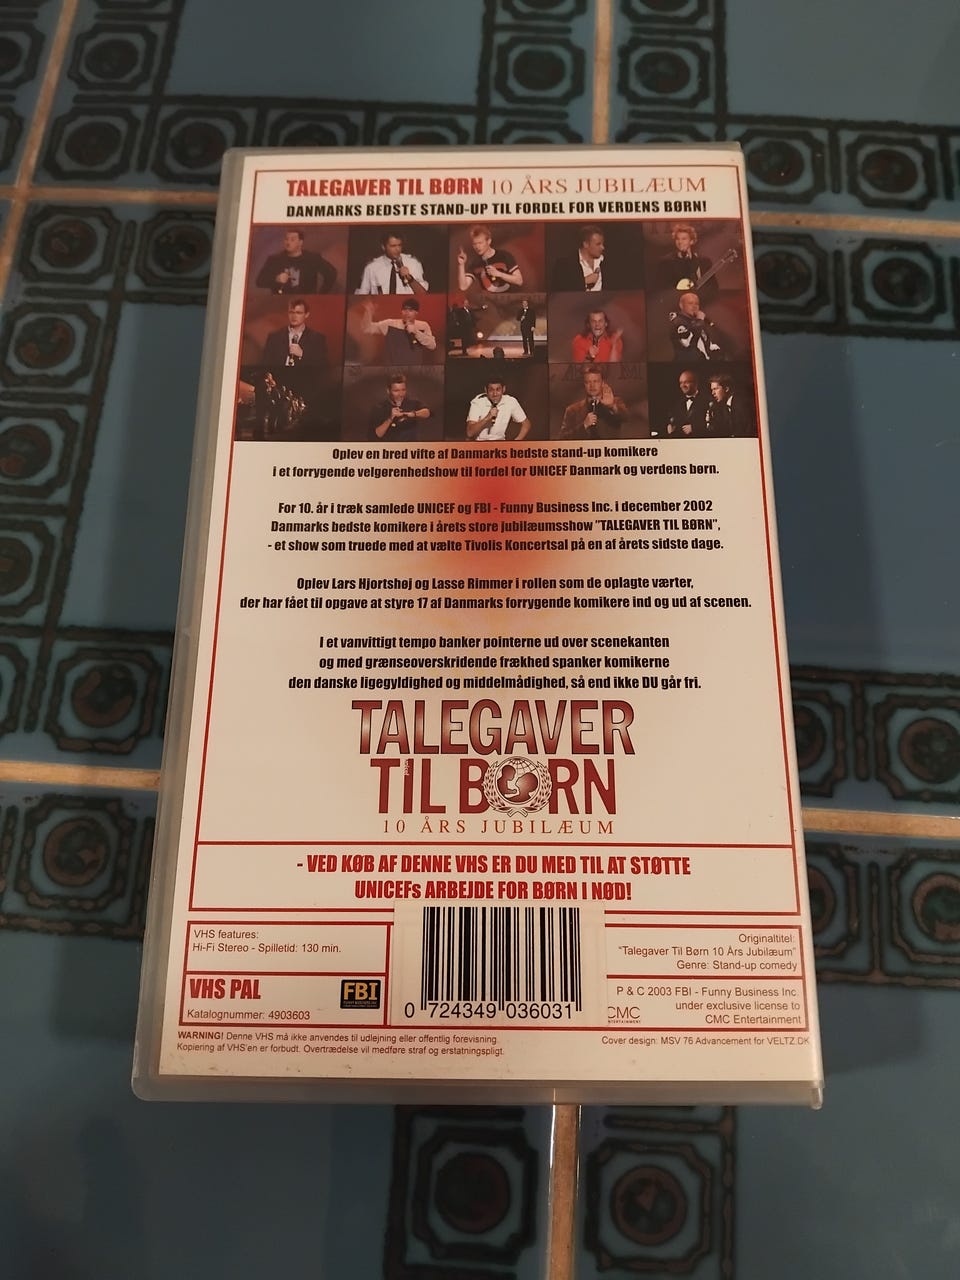 TALEGAVER TIL BØRN 10 ÅRS JUBILÆUM
DANMARKS BEDSTE STAND-UP TIL FORDEL FOR VERDENS BØRN!
Oplev en bred vifte af Danmarks bedste stand-up komikere
i et forrygende velgørenhedshow til fordel for UNICEF Danmark og verdens børn.
For 10. år i træk samlede UNICEF og FBI - Funny Business Inc. i december 2002
Danmarks bedste komikere i årets store jubilæumsshow ”TALEGAVER TIL BØRN”,
- et show som truede med at vælte Tivolis Koncertsal på en af årets sidste dage.
Oplev Lars Hjortshøj og Lasse Rimmer i rollen som de oplagte værter,
der har fået til opgave at styre 17 af Danmarks forrygende komikere ind og ud af scenen.
I et vanvittigt tempo banker pointerne ud over scenekanten
og med grænseoverskridende frækhed spanker komikerne
den danske ligegyldighed og middelmådighed, så end ikke DU går fri.
TALEGAVER
TIL BØRN
10 ÅRS JUBILÆUM
- VED KØB AF DENNE VHS ER DU MED TIL AT STØTTE
UNICEFs ARBEJDE FOR BØRN I NØD!
VHS features:
Hi-Fi Stereo - Spilletid: 130 min.
VHS PAL
FBI
Katalognummer: 4903603
0 724349 036031
Originaltitel:
"Talegaver Til Børn 10 Års Jubilæum"
Genre: Stand-up comedy
CMC
ENTERTAINMENT
P & C 2003 FBI - Funny Business Inc.
under exclusive license to
CMC Entertainment
WARNING! Denne VHS må ikke anvendes til udlejning eller offentlig forevisning.
Kopiering af VHS'en er forbudt. Overtrædelse vil medføre straf og erstatningspligt.
Cover design: MSV 76 Advancement for VELTZ.DK